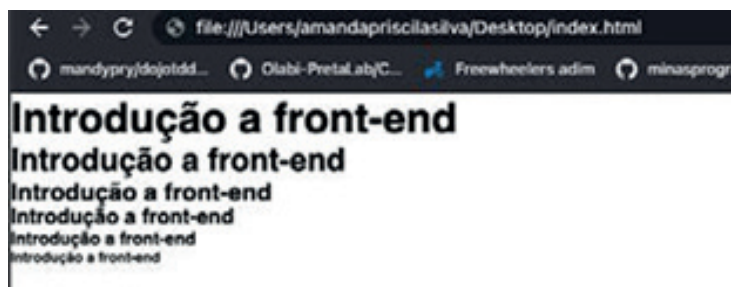 file:///Users/amandapriscilasilva/Desktop/index.html
mandypry/dojotdd... Olabi-PretaLab/C... Freewheelers adim minasprogr
Introdução a front-end
Introdução a front-end
Introdução a front-end
Introdução a front-end
Introdução a front-end
Introdução a front-end